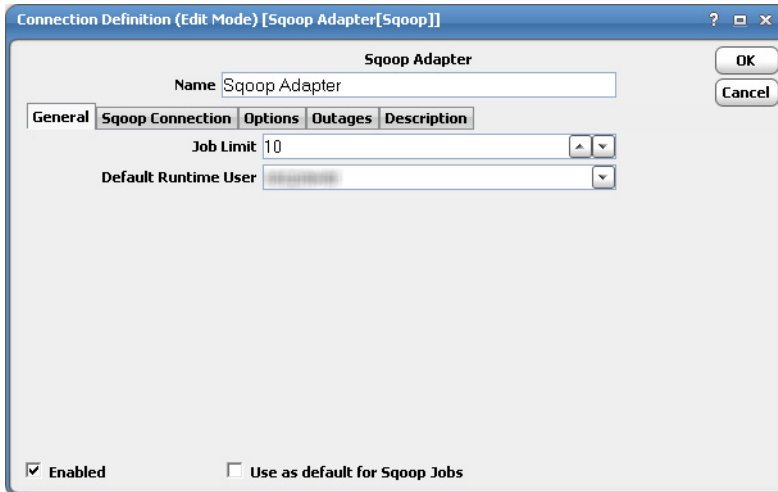 Connection Definition (Edit Mode) [Sqoop Adapter[Sqoop]] ?
Sqoop Adapter
OK
Name Sqoop Adapter
Cancel
General Sqoop Connection Options Outages Description
Job Limit 10
Default Runtime User
Enabled Use as default for Sqoop Jobs